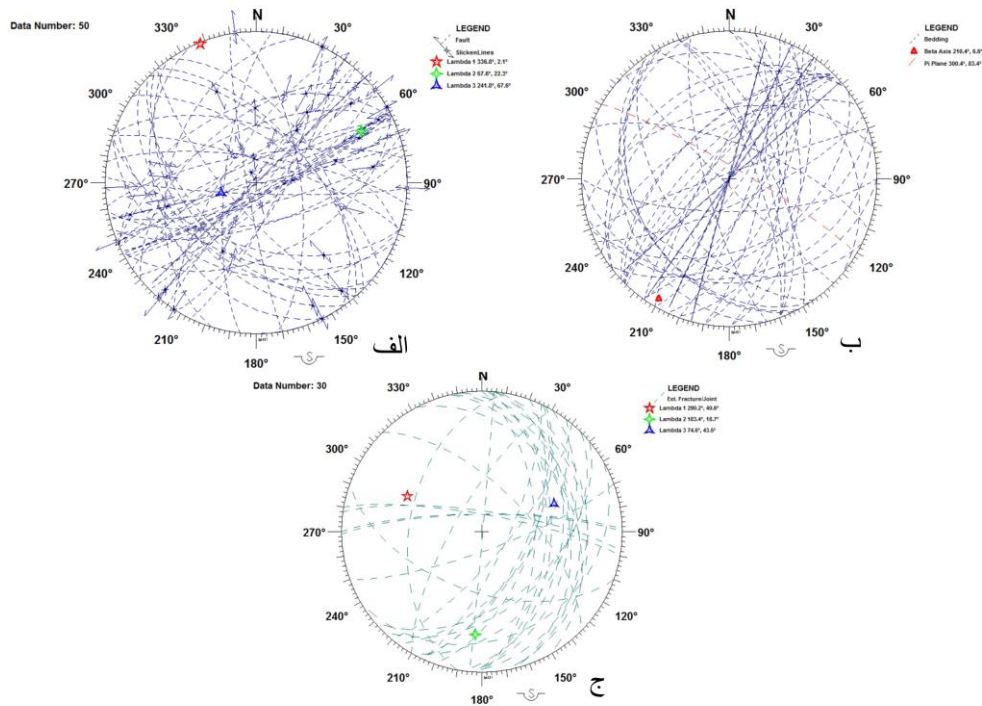 Data Number: 50
N
330°
30°
300°
60°
270°
90°
240°
120°
210°
150°
180°
LEGEND
Fault
SlickenLines
Lambda 1 336.8°, 2.1°
Lambda 2 67.6°, 22.3°
Lambda 3 241.8°, 67.6°
S
الف
N
330°
30°
300°
60°
270°
90°
240°
120°
210°
150°
180°
LEGEND
Bedding
Beta Axis 210.4°, 6.6°
Pi Plane 300.4°, 83.4°
S
ب
Data Number: 30
N
330°
30°
300°
60°
270°
90°
240°
120°
210°
150°
180°
LEGEND
Ext. Fracture/Joint
Lambda 1 290.2°, 40.6°
Lambda 2 183.4°, 18.7°
Lambda 3 74.6°, 43.5°
S
ج